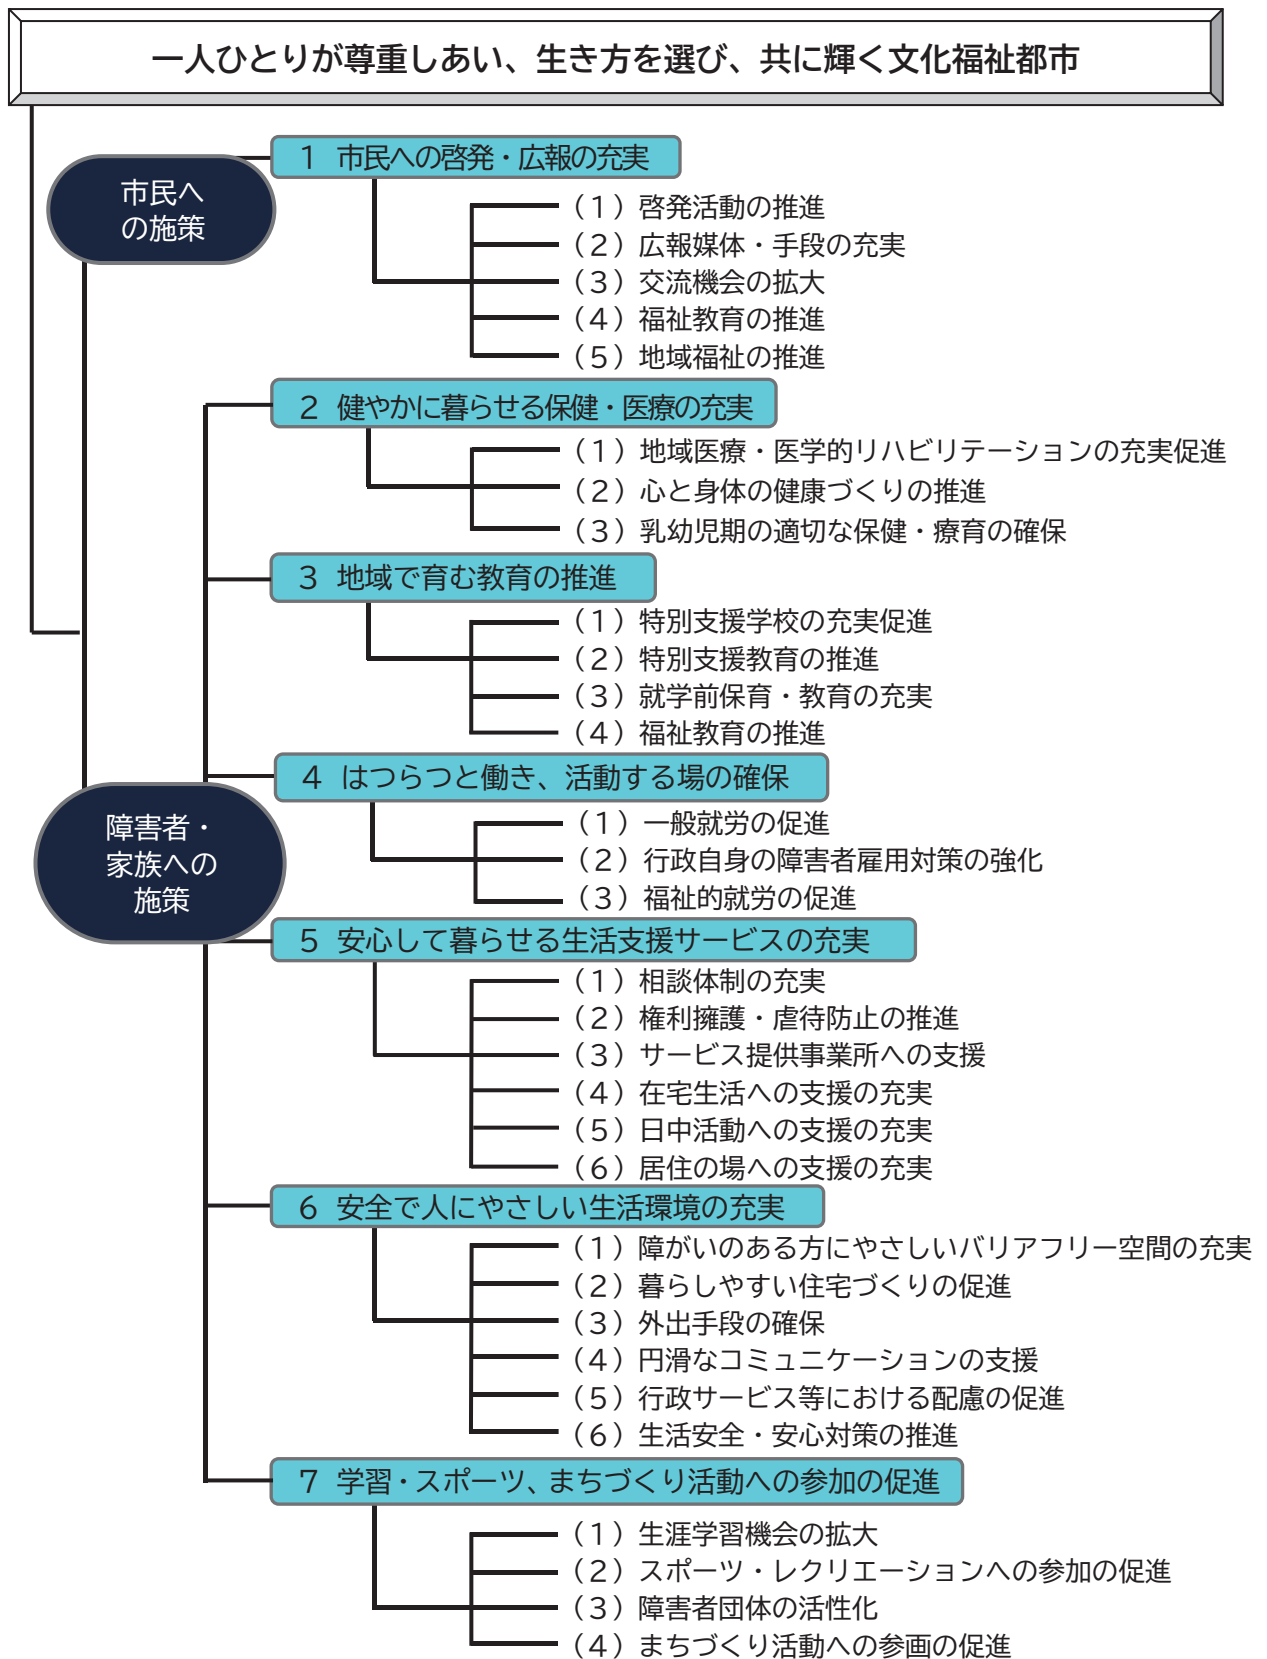 一人ひとりが尊重しあい、生き方を選び、共に輝く文化福祉都市
市民へ
の施策
1 市民への啓発・広報の充実
（1）啓発活動の推進
（2）広報媒体・手段の充実
（3）交流機会の拡大
（4）福祉教育の推進
（5）地域福祉の推進
2 健やかに暮らせる保健・医療の充実
（1）地域医療・医学的リハビリテーションの充実促進
（2）心と身体の健康づくりの推進
（3）乳幼児期の適切な保健・療育の確保
3 地域で育む教育の推進
（1）特別支援学校の充実促進
（2）特別支援教育の推進
（3）就学前保育・教育の充実
（4）福祉教育の推進
4 はつらつと働き、活動する場の確保
（1）一般就労の促進
（2）行政自身の障害者雇用対策の強化
（3）福祉的就労の促進
障害者・
家族への
施策
5 安心して暮らせる生活支援サービスの充実
（1）相談体制の充実
（2）権利擁護・虐待防止の推進
（3）サービス提供事業所への支援
（4）在宅生活への支援の充実
（5）日中活動への支援の充実
（6）居住の場への支援の充実
6 安全で人にやさしい生活環境の充実
（1）障がいのある方にやさしいバリアフリー空間の充実
（2）暮らしやすい住宅づくりの促進
（3）外出手段の確保
（4）円滑なコミュニケーションの支援
（5）行政サービス等における配慮の促進
（6）生活安全・安心対策の推進
7 学習・スポーツ、まちづくり活動への参加の促進
（1）生涯学習機会の拡大
（2）スポーツ・レクリエーションへの参加の促進
（3）障害者団体の活性化
（4）まちづくり活動への参画の促進